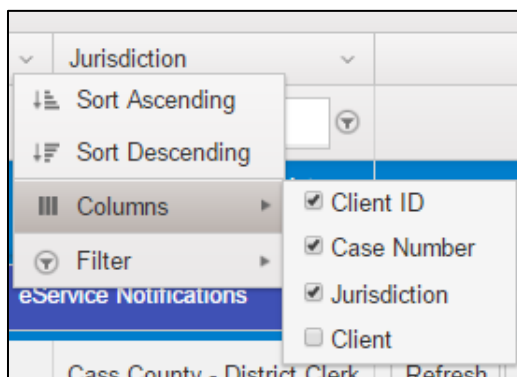 Jurisdiction
Sort Ascending
Sort Descending
Columns
Client ID
Case Number
Filter
Jurisdiction
eService Notifications
Client
Cass County - District Clerk
Refresh